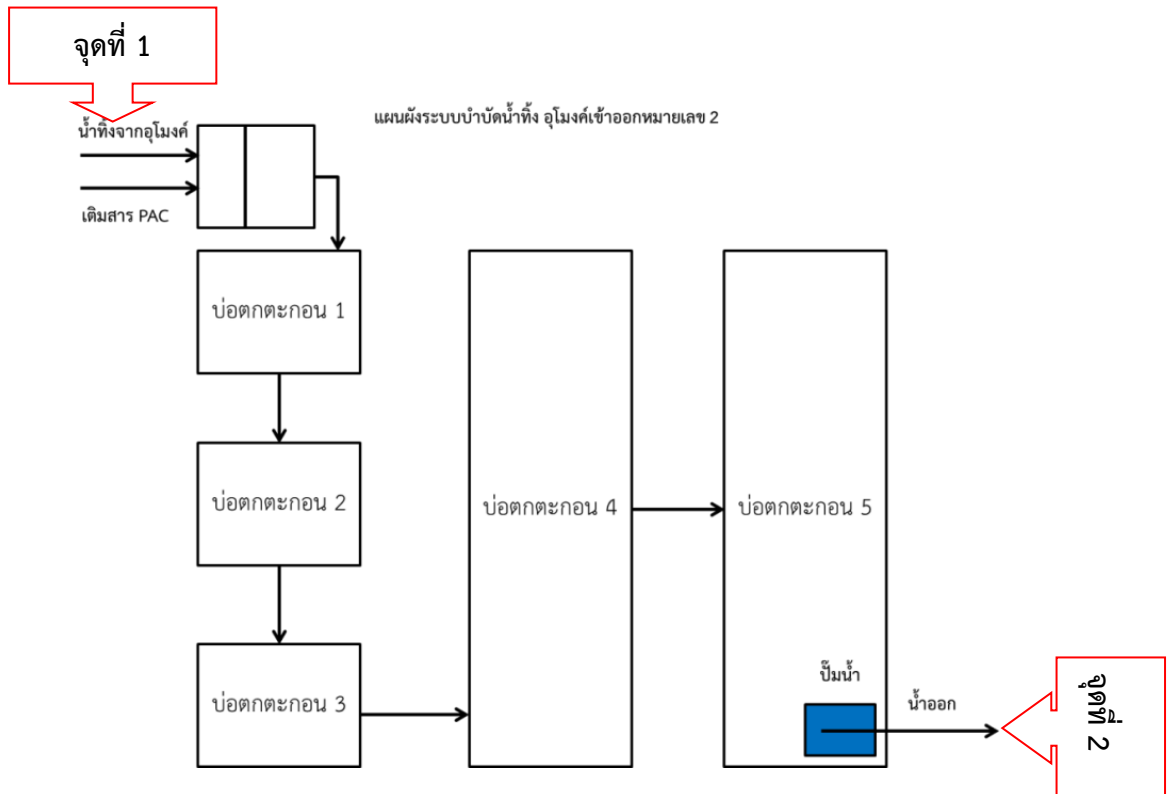 จุดที่ 1
แผนผังระบบบำบัดน้ำทิ้ง อุโมงค์เข้าออกหมายเลข 2
น้ำทิ้งจากอุโมงค์
เติมสาร PAC
บ่อตกตะกอน 1
บ่อตกตะกอน 2
บ่อตกตะกอน 3
บ่อตกตะกอน 4
บ่อตกตะกอน 5
ปั๊มน้ำ
น้ำออก
จุดที่ 2